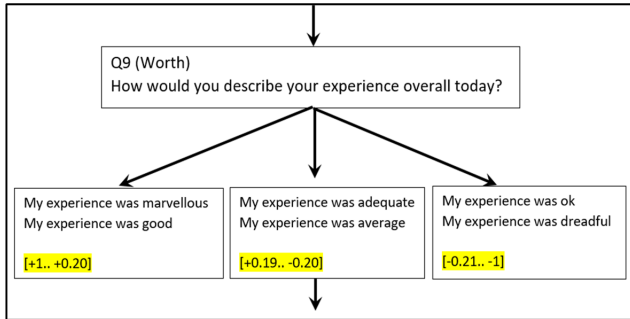 Q9 (Worth)
How would you describe your experience overall today?
My experience was marvellous
My experience was good
[+1.. +0.20]
My experience was adequate
My experience was average
[+0.19.. -0.20]
My experience was ok
My experience was dreadful
[-0.21.. -1]